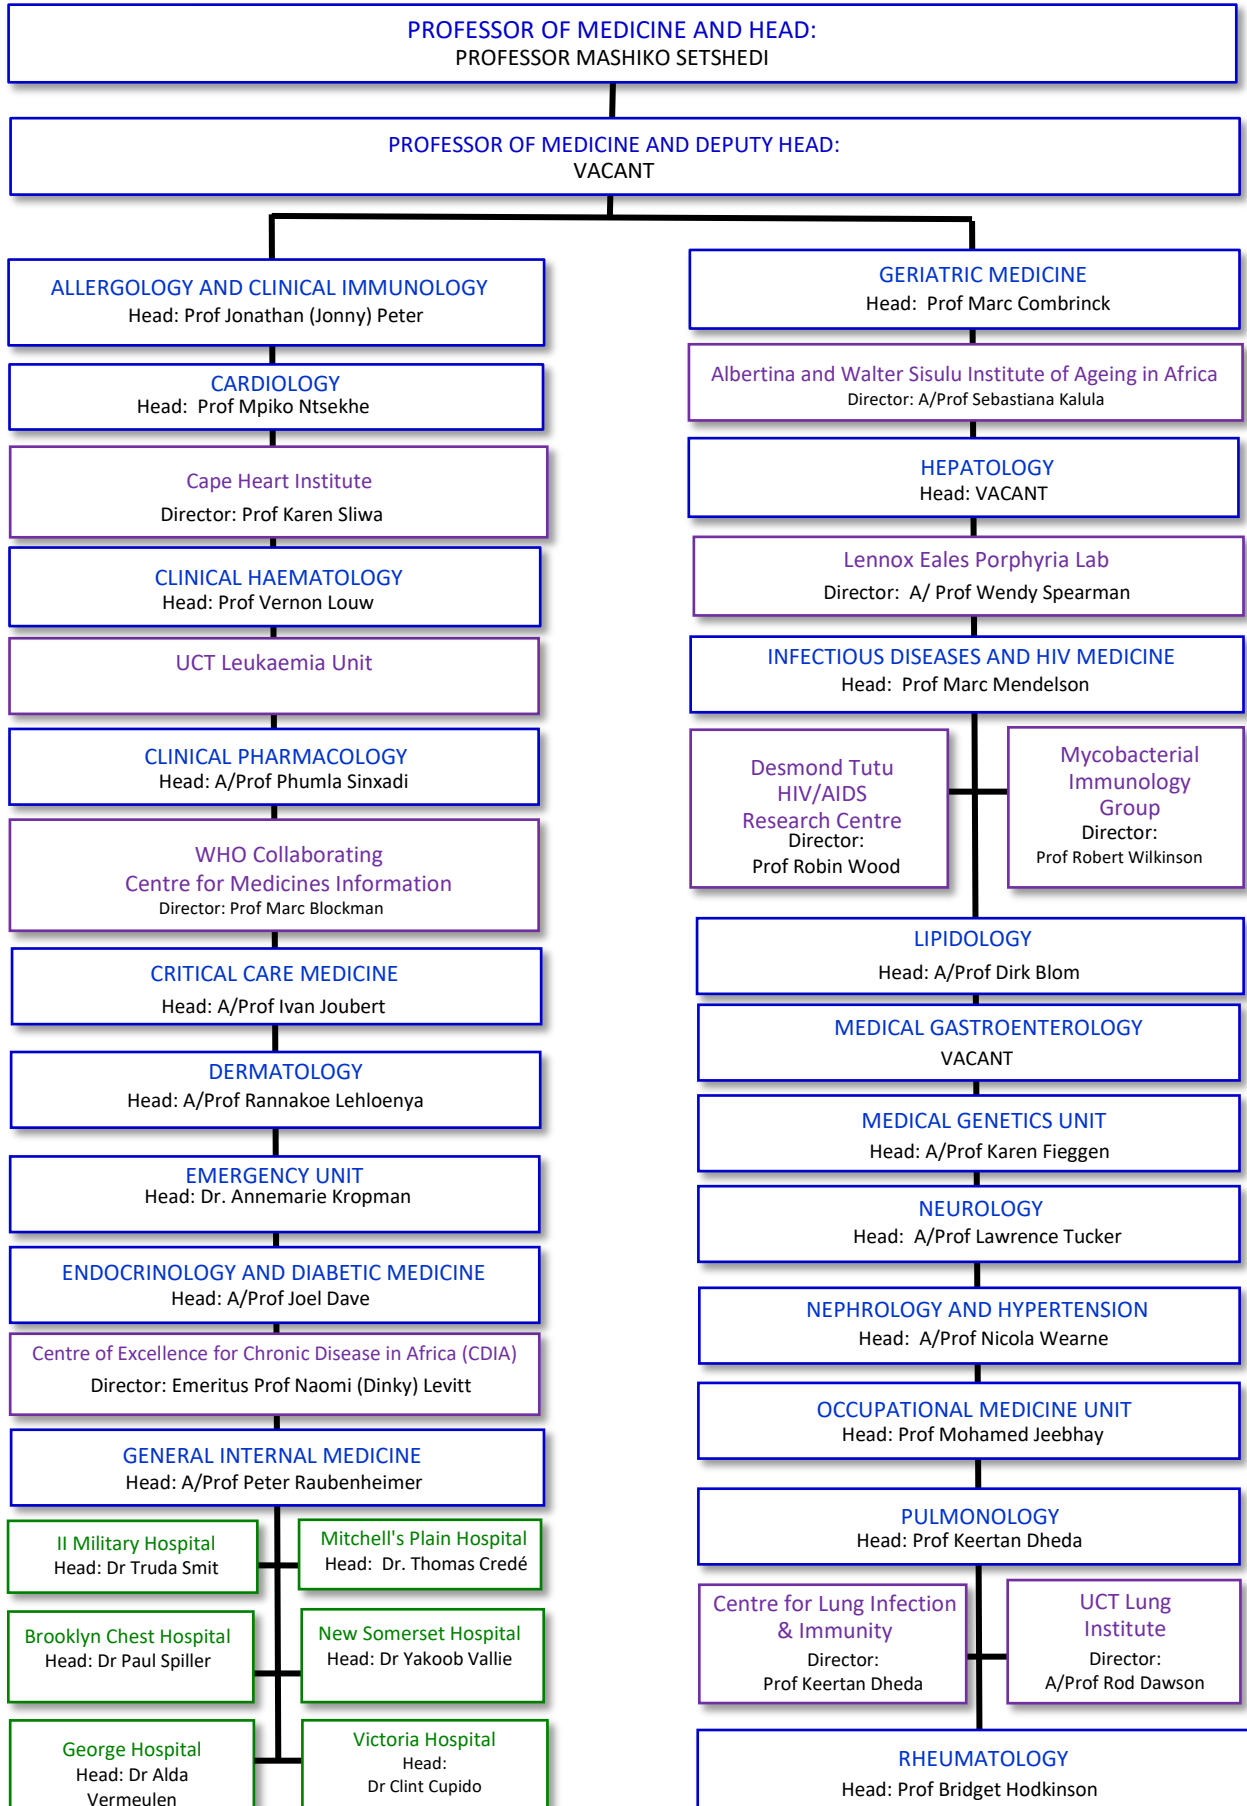 PROFESSOR OF MEDICINE AND HEAD:
PROFESSOR MASHIKO SETSHEDI
PROFESSOR OF MEDICINE AND DEPUTY HEAD:
VACANT
ALLERGOLOGY AND CLINICAL IMMUNOLOGY
Head: Prof Jonathan (Jonny) Peter
CARDIOLOGY
Head: Prof Mpiko Ntsekhe
Cape Heart Institute
Director: Prof Karen Sliwa
CLINICAL HAEMATOLOGY
Head: Prof Vernon Louw
UCT Leukaemia Unit
CLINICAL PHARMACOLOGY
Head: A/Prof Phumla Sinxadi
WHO Collaborating
Centre for Medicines Information
Director: Prof Marc Blockman
CRITICAL CARE MEDICINE
Head: A/Prof Ivan Joubert
DERMATOLOGY
Head: A/Prof Rannakoe Lehloenya
EMERGENCY UNIT
Head: Dr. Annemarie Kropman
ENDOCRINOLOGY AND DIABETIC MEDICINE
Head: A/Prof Joel Dave
Centre of Excellence for Chronic Disease in Africa (CDIA)
Director: Emeritus Prof Naomi (Dinky) Levitt
GENERAL INTERNAL MEDICINE
Head: A/Prof Peter Raubenheimer
II Military Hospital
Head: Dr Truda Smit
Mitchell's Plain Hospital
Head: Dr. Thomas Credé
Brooklyn Chest Hospital
Head: Dr Paul Spiller
New Somerset Hospital
Head: Dr Yakoob Vallie
George Hospital
Head: Dr Alda
Vermeulen
Victoria Hospital
Head:
Dr Clint Cupido
GERIATRIC MEDICINE
Head: Prof Marc Combrinck
Albertina and Walter Sisulu Institute of Ageing in Africa
Director: A/Prof Sebastiana Kalula
HEPATOLOGY
Head: VACANT
Lennox Eales Porphyria Lab
Director: A/ Prof Wendy Spearman
INFECTIOUS DISEASES AND HIV MEDICINE
Head: Prof Marc Mendelson
Desmond Tutu
HIV/AIDS
Research Centre
Director:
Prof Robin Wood
Mycobacterial
Immunology
Group
Director:
Prof Robert Wilkinson
LIPIDOLOGY
Head: A/Prof Dirk Blom
MEDICAL GASTROENTEROLOGY
VACANT
MEDICAL GENETICS UNIT
Head: A/Prof Karen Fieggen
NEUROLOGY
Head: A/Prof Lawrence Tucker
NEPHROLOGY AND HYPERTENSION
Head: A/Prof Nicola Wearne
OCCUPATIONAL MEDICINE UNIT
Head: Prof Mohamed Jeebhay
PULMONOLOGY
Head: Prof Keertan Dheda
Centre for Lung Infection
& Immunity
Director:
Prof Keertan Dheda
UCT Lung
Institute
Director:
A/Prof Rod Dawson
RHEUMATOLOGY
Head: Prof Bridget Hodkinson